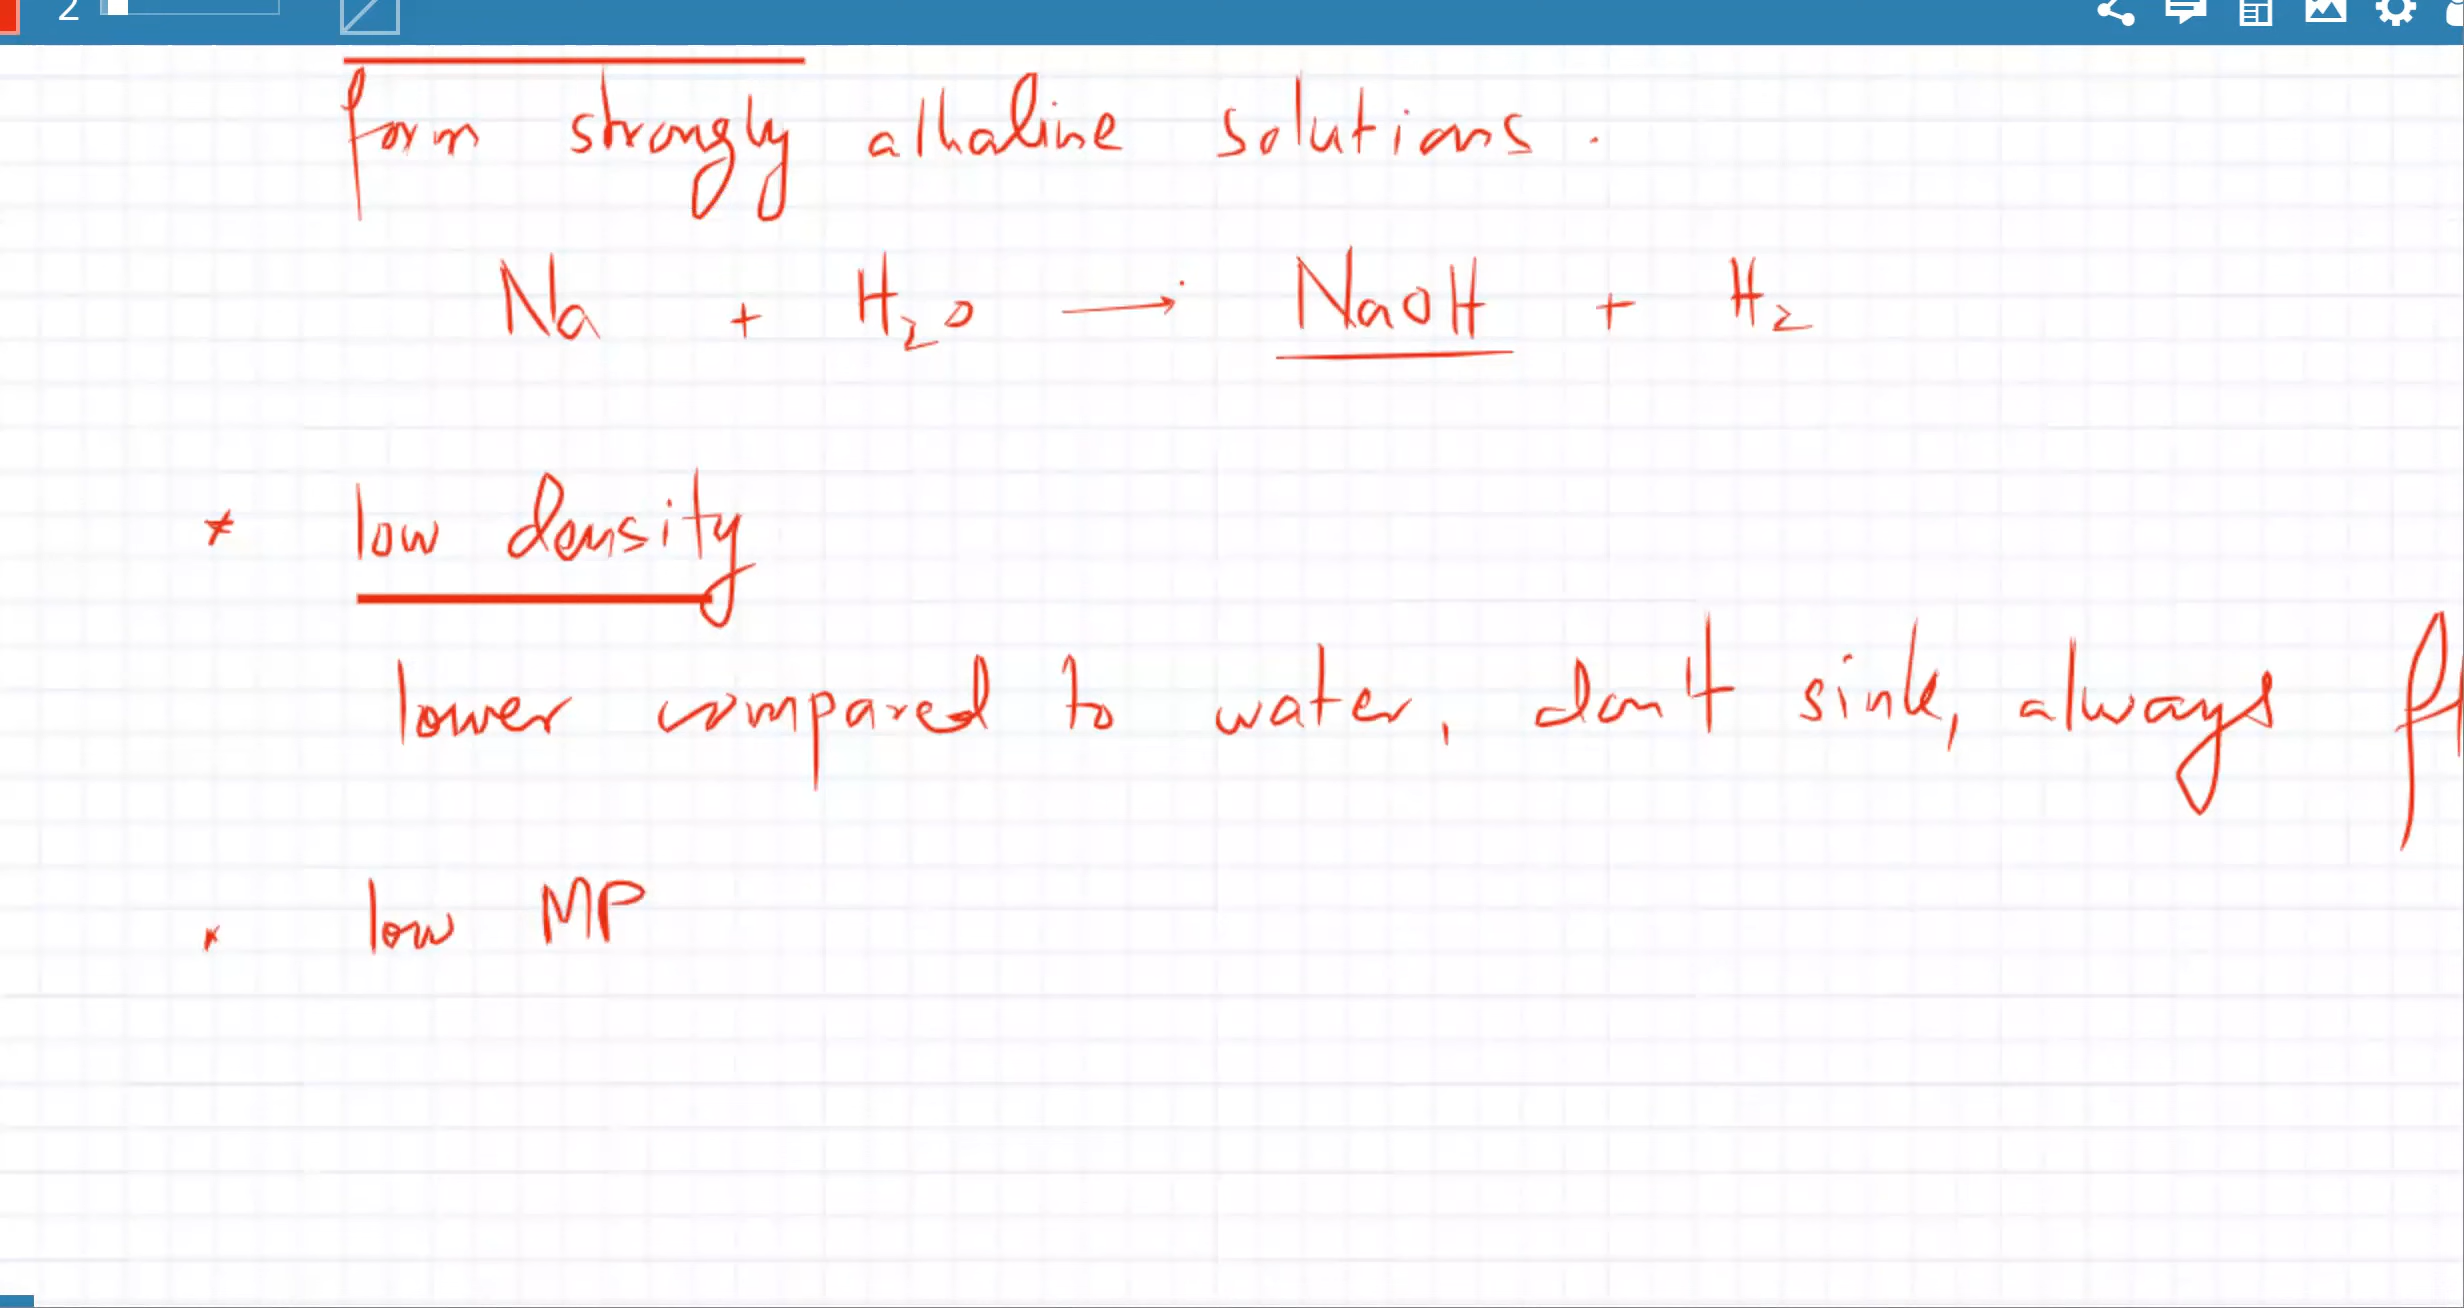 2
form strongly alkaline solutions.
Na + H₂O → NaOH + H₂
* low density
lower compared to water, don't sink, always
* low MP